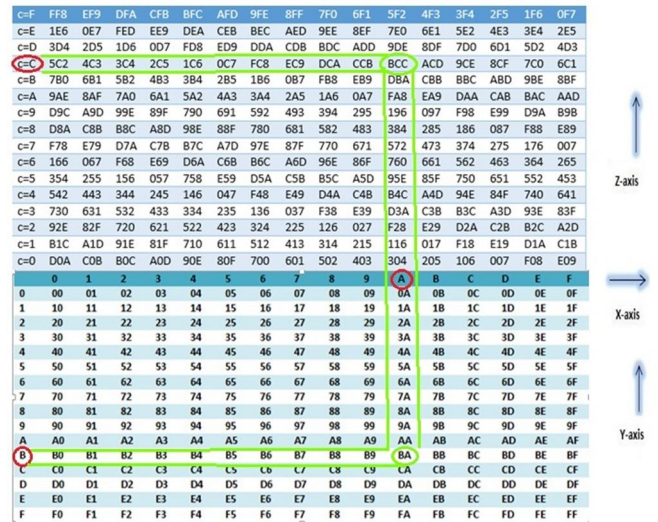 c=F FF8 EF9 DFA CFB BFC AFD 9FE 8FF 7F0 6F1 5F2 4F3 3F4 2F5 1F6 0F7
c=E 1E6 0E7 FED EE9 DEA CEB BEC AED 9EE 8EF 7E0 6E1 5E2 4E3 3E4 2E5
c=D 3D4 2D5 1D6 0D7 FD8 ED9 DDA CDB BDC ADD 9DE 8DF 7D0 6D1 5D2 4D3
c=C 5C2 4C3 3C4 2C5 1C6 0C7 FC8 EC9 DCA CCB BCC ACD 9CE 8CF 7C0 6C1
c=B 7B0 6B1 5B2 4B3 3B4 2B5 1B6 0B7 FB8 EB9 DBA CBB BBC ABD 9BE 8BF
c=A 9AE 8AF 7A0 6A1 5A2 4A3 3A4 2A5 1A6 0A7 FA8 EA9 DAA CAB BAC AAD
c=9 D9C A9D 99E 89F 790 691 592 493 394 295 196 097 F98 E99 D9A B9B
c=8 D8A C8B B8C A8D 98E 88F 780 681 582 483 384 285 186 087 F88 E89
c=7 F78 E79 D7A C7B B7C A7D 97E 87F 770 671 572 473 374 275 176 007
c=6 166 067 F68 E69 D6A C6B B6C A6D 96E 86F 760 661 562 463 364 265
c=5 354 255 156 057 758 E59 D5A C5B B5C A5D 95E 85F 750 651 552 453
c=4 542 443 344 245 146 047 F48 E49 D4A C4B B4C A4D 94E 84F 740 641
c=3 730 631 532 433 334 235 136 037 F38 E39 D3A C3B B3C A3D 93E 83F
c=2 92E 82F 720 621 522 423 324 225 126 027 F28 E29 D2A C2B B2C A2D
c=1 B1C A1D 91E 81F 710 611 512 413 314 215 116 017 F18 E19 D1A C1B
c=0 D0A C0B B0C A0D 90E 80F 700 601 502 403 304 205 106 007 F08 E09
Z-axis
0 1 2 3 4 5 6 7 8 9 A B C D E F
0 00 01 02 03 04 05 06 07 08 09 0A 0B 0C 0D 0E 0F
1 10 11 12 13 14 15 16 17 18 19 1A 1B 1C 1D 1E 1F
X-axis
2 20 21 22 23 24 25 26 27 28 29 2A 2B 2C 2D 2E 2F
3 30 31 32 33 34 35 36 37 38 39 3A 3B 3C 3D 3E 3F
4 40 41 42 43 44 45 46 47 48 49 4A 4B 4C 4D 4E 4F
5 50 51 52 53 54 55 56 57 58 59 5A 5B 5C 5D 5E 5F
6 60 61 62 63 64 65 66 67 68 69 6A 6B 6C 6D 6E 6F
7 70 71 72 73 74 75 76 77 78 79 7A 7B 7C 7D 7E 7F
8 80 81 82 83 84 85 86 87 88 89 8A 8B 8C 8D 8E 8F
9 90 91 92 93 94 95 96 97 98 99 9A 9B 9C 9D 9E 9F
Y-axis
A A0 A1 A2 A3 A4 A5 A6 A7 A8 A9 AA AB AC AD AE AF
B B0 B1 B2 B3 B4 B5 B6 B7 B8 B9 BA BB BC BD BE BF
C C0 C1 C2 C3 C4 C5 C6 C7 C8 C9 CA CB CC CD CE CF
D D0 D1 D2 D3 D4 D5 D6 D7 D8 D9 DA DB DC DD DE DF
E E0 E1 E2 E3 E4 E5 E6 E7 E8 E9 EA EB EC ED EE EF
F F0 F1 F2 F3 F4 F5 F6 F7 F8 F9 FA FB FC FD FE FF